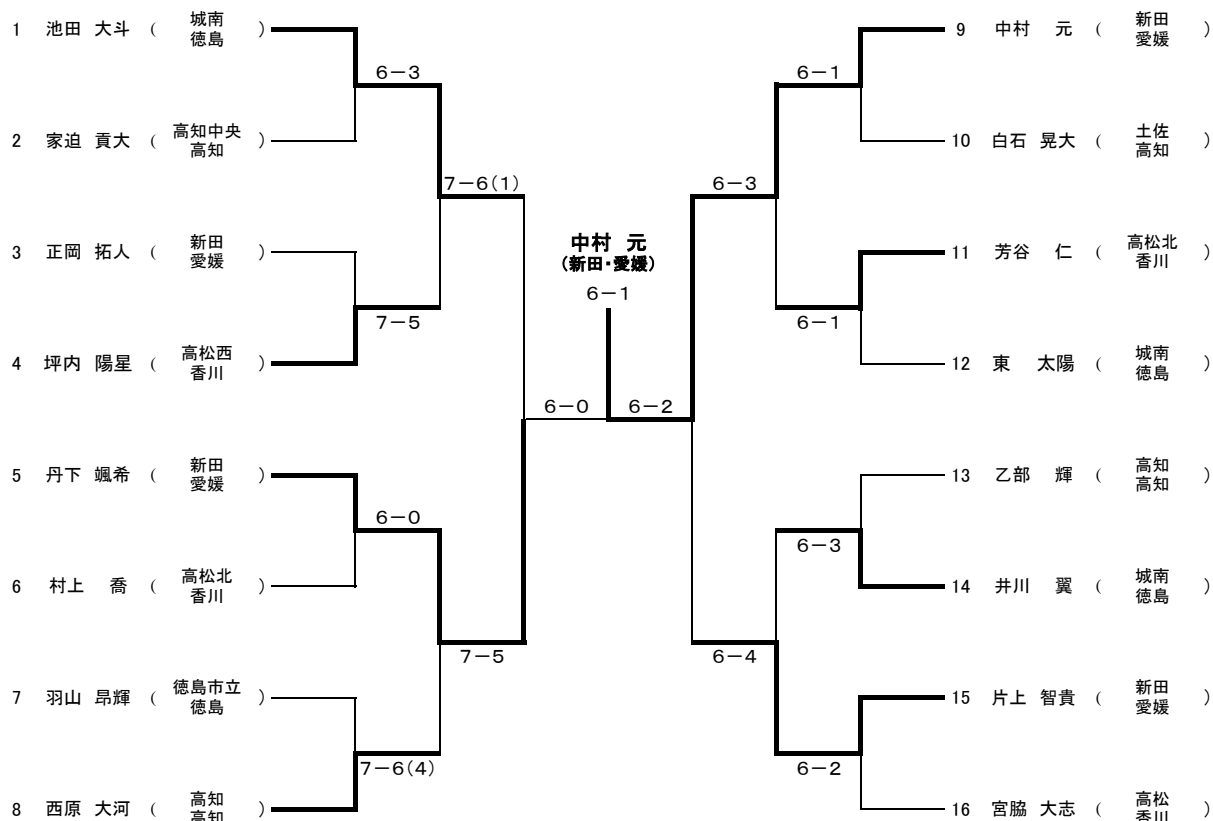 1 池田 大斗 ( 城南 徳島 )
6－3
2 家迫 貢大 ( 高知中央 高知 )
7－6(1)
3 正岡 拓人 ( 新田 愛媛 )
7－5
4 坪内 陽星 ( 高松西 香川 )
6－0
5 丹下 颯希 ( 新田 愛媛 )
6－0
6 村上 喬 ( 高松北 香川 )
7－5
7 羽山 昂輝 ( 徳島市立 徳島 )
7－6(4)
8 西原 大河 ( 高知 高知 )
中村 元
(新田・愛媛)
6－1
9 中村 元 ( 新田 愛媛 )
6－1
10 白石 晃大 ( 土佐 高知 )
6－3
11 芳谷 仁 ( 高松北 香川 )
6－1
12 東 太陽 ( 城南 徳島 )
6－2
13 乙部 輝 ( 高知 高知 )
6－3
14 井川 翼 ( 城南 徳島 )
6－4
15 片上 智貴 ( 新田 愛媛 )
6－2
16 宮脇 大志 ( 高松 香川 )